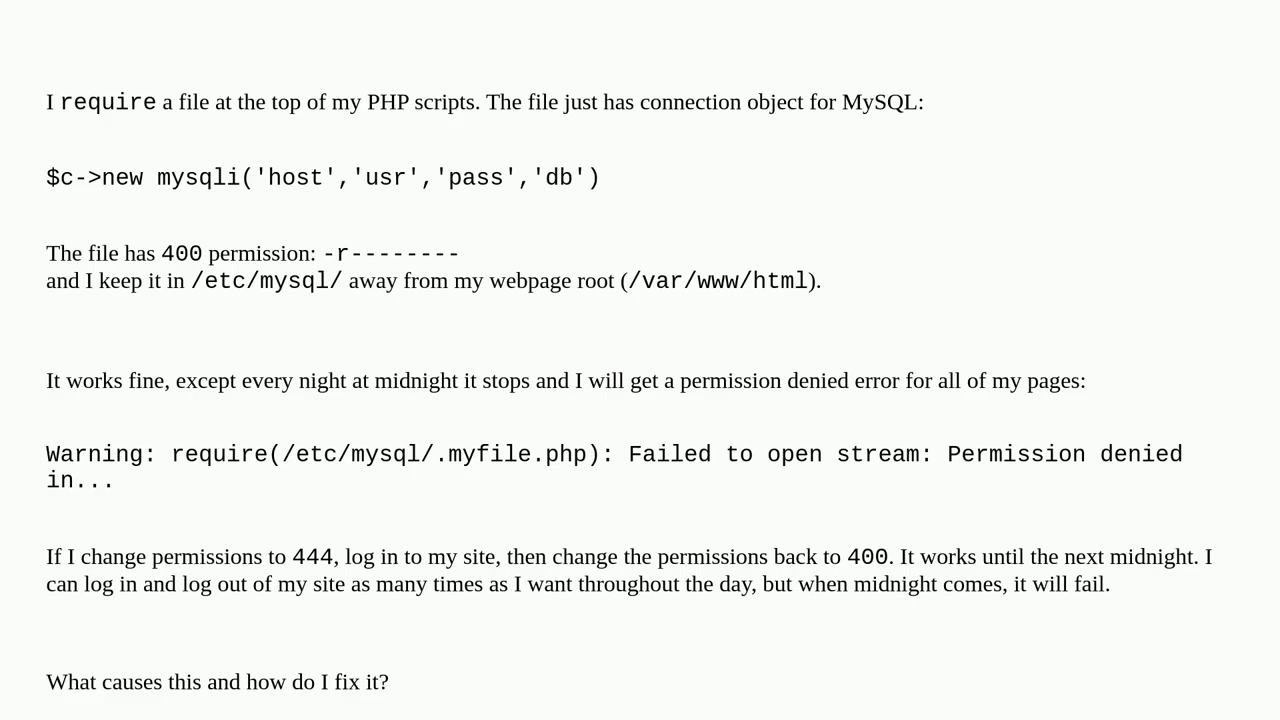 I require a file at the top of my PHP scripts. The file just has connection object for MySQL:
$c->new mysqli('host','usr','pass','db')
The file has 400 permission: -r--------
and I keep it in /etc/mysql/ away from my webpage root (/var/www/html).
It works fine, except every night at midnight it stops and I will get a permission denied error for all of my pages:
Warning: require(/etc/mysql/.myfile.php): Failed to open stream: Permission denied
in...
If I change permissions to 444, log in to my site, then change the permissions back to 400. It works until the next midnight. I
can log in and log out of my site as many times as I want throughout the day, but when midnight comes, it will fail.
What causes this and how do I fix it?